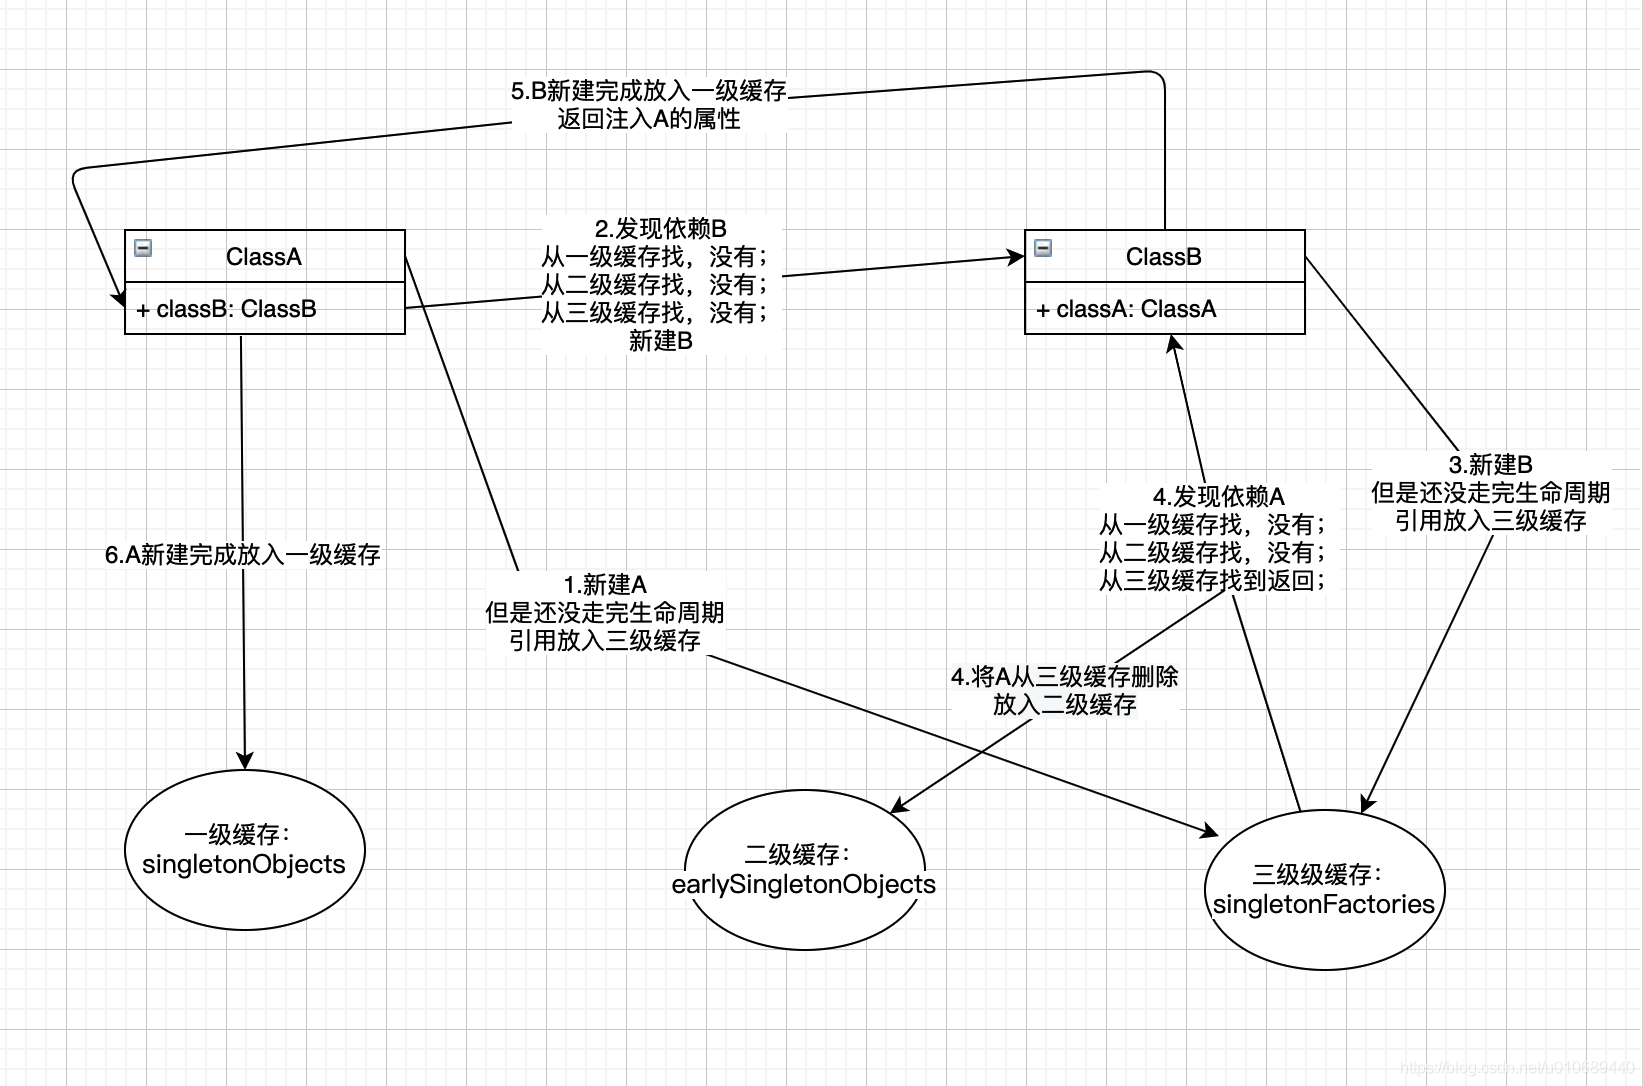 5.B新建完成放入一级缓存
返回注入A的属性
ClassA
+ classB: ClassB
2.发现依赖B
从一级缓存找，没有；
从二级缓存找，没有；
从三级缓存找，没有；
新建B
ClassB
+ classA: ClassA
3.新建B
但是还没走完生命周期
引用放入三级缓存
4.发现依赖A
从一级缓存找，没有；
从二级缓存找，没有；
从三级缓存找到返回；
6.A新建完成放入一级缓存
1.新建A
但是还没走完生命周期
引用放入三级缓存
4.将A从三级缓存删除
放入二级缓存
一级缓存：
singletonObjects
二级缓存：
earlySingletonObjects
三级级缓存：
singletonFactories
https://blog.csdn.net/u010689440